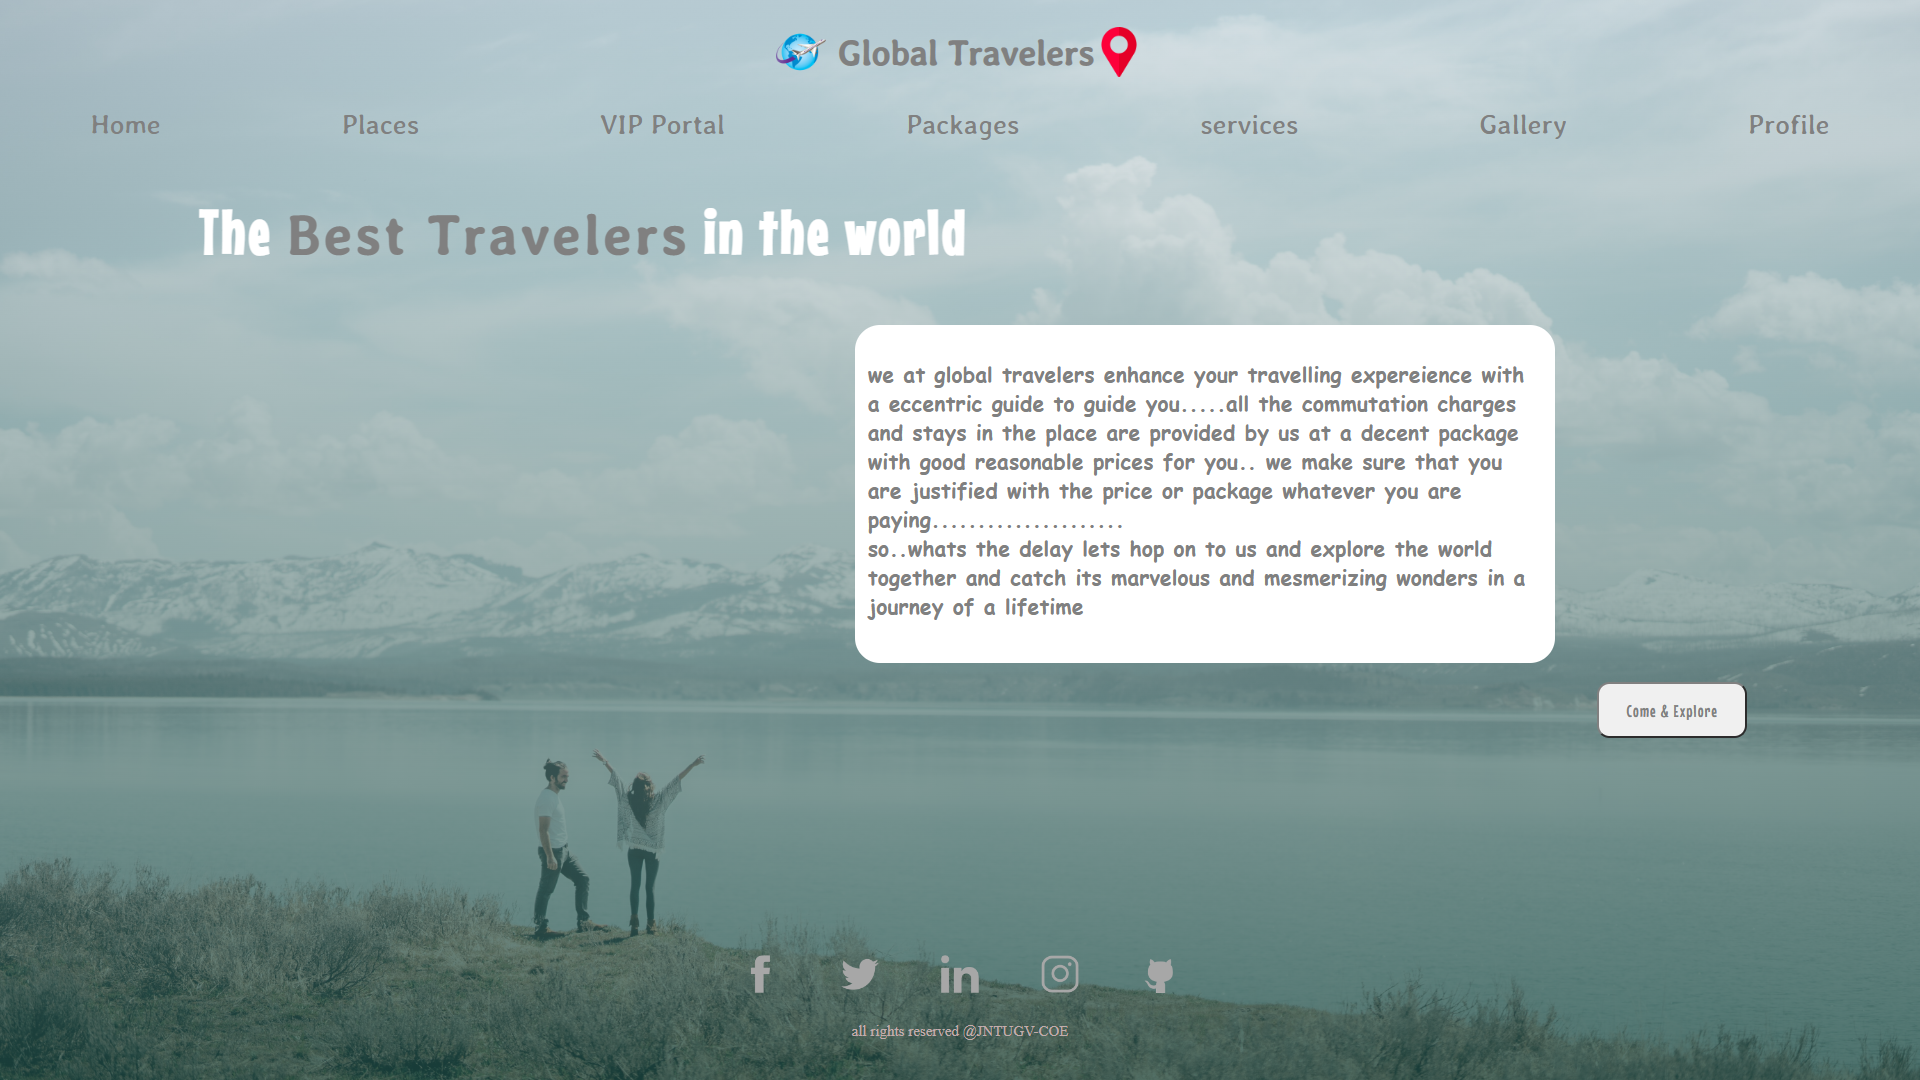 Global Travelers
Home Places VIP Portal Packages services Gallery Profile
The Best Travelers in the world
we at global travelers enhance your travelling expereience with
a eccentric guide to guide you.....all the commutation charges
and stays in the place are provided by us at a decent package
with good reasonable prices for you.. we make sure that you
are justified with the price or package whatever you are
paying.....................
so..whats the delay lets hop on to us and explore the world
together and catch its marvelous and mesmerizing wonders in a
journey of a lifetime
Come & Explore
all rights reserved @JNTUGV-COE